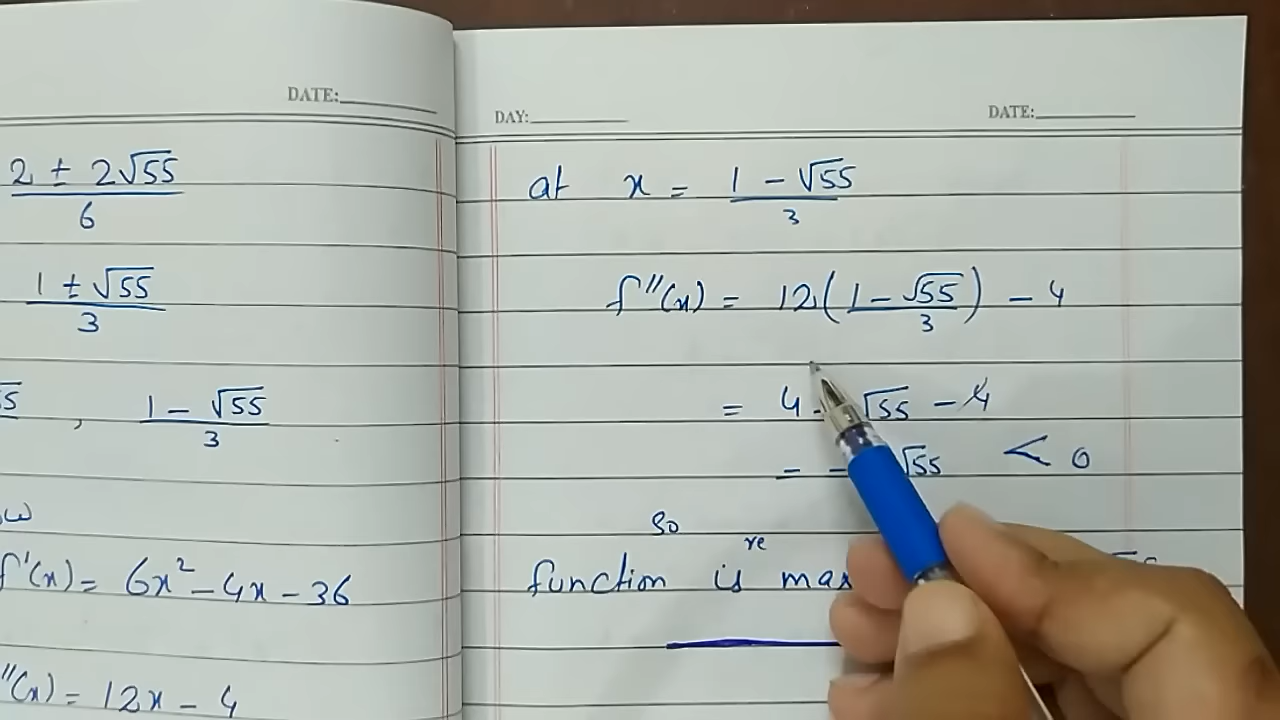 DATE:
2 ± 2√55 / 6
1 ± √55 / 3
, 1 - √55 / 3
f'(x) = 6x² - 4x - 36
"(x) = 12x - 4
DAY: DATE:
at x = 1 - √55 / 3
f''(x) = 12(1 - √55 / 3) - 4
= 4 - √55 - 4
= - √55 < 0
So
re
function is max